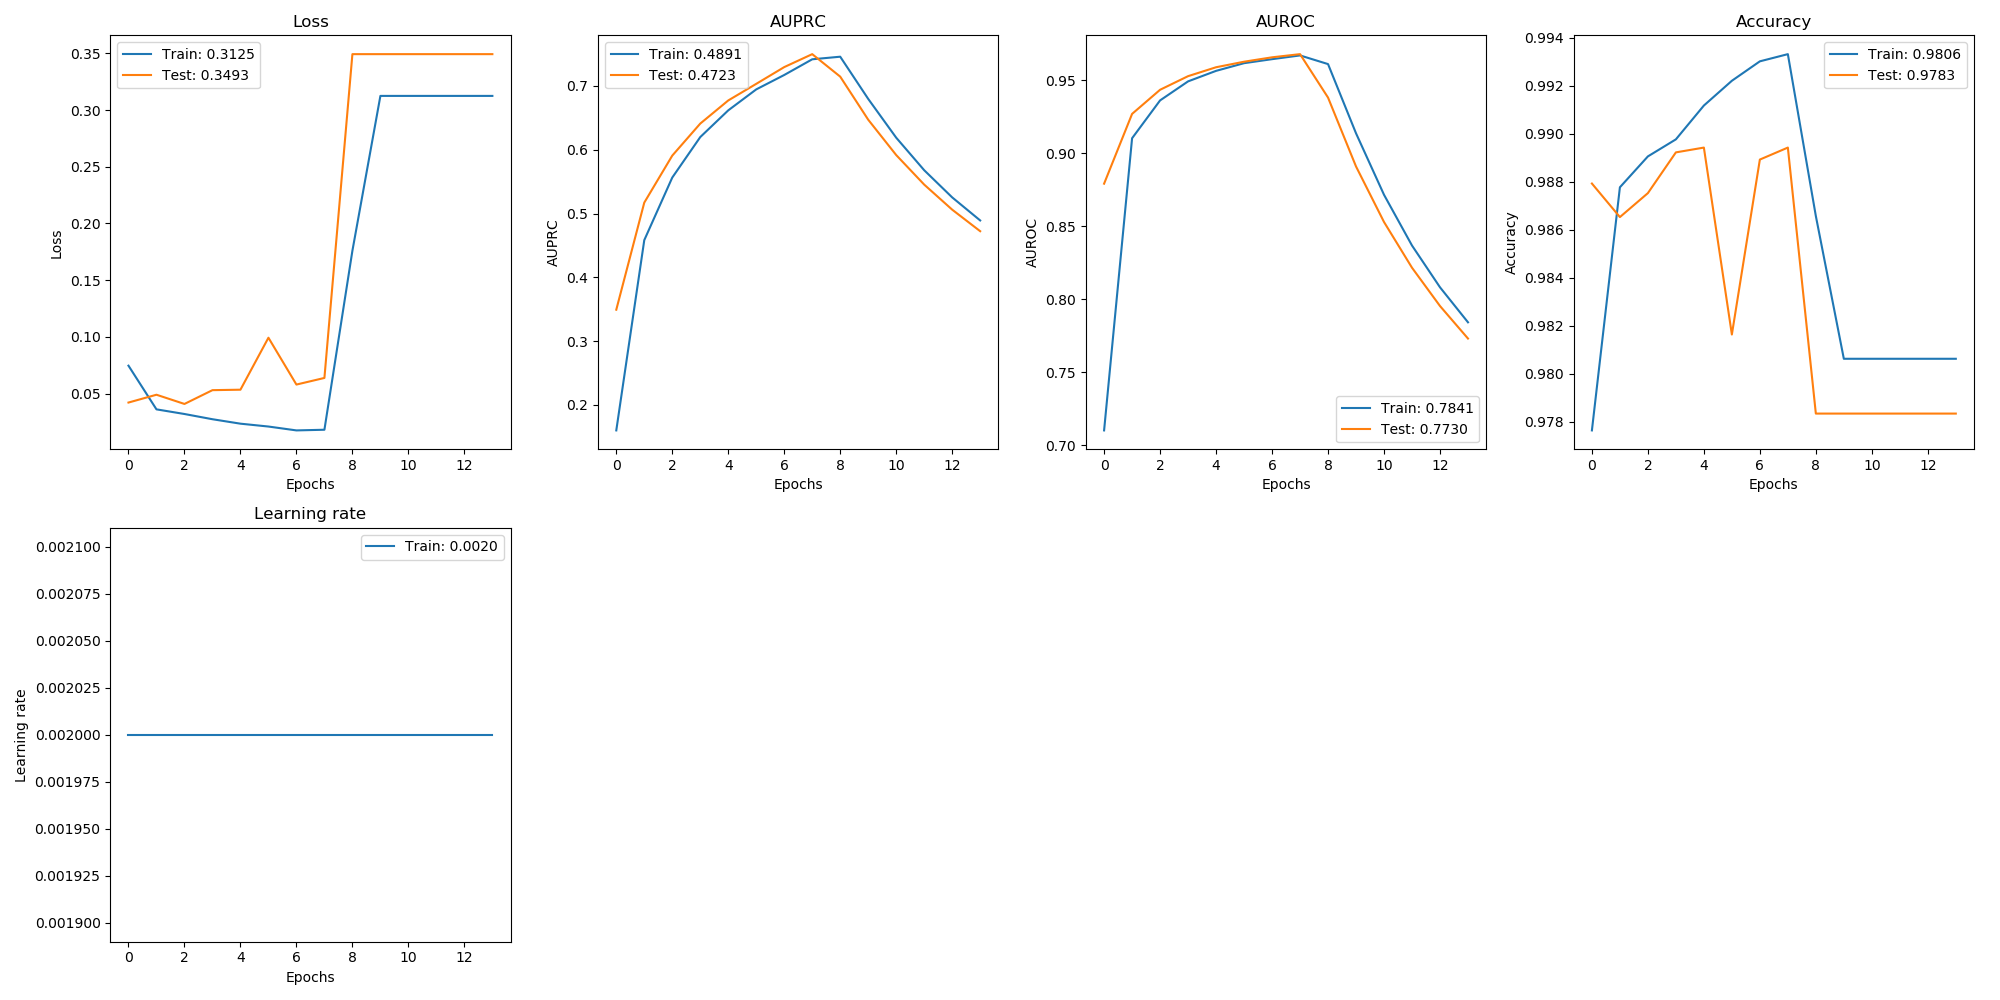 Loss
Train: 0.3125
Test: 0.3493
0.35
0.30
0.25
0.20
0.15
0.10
0.05
Loss
0 2 4 6 8 10 12
Epochs
AUPRC
Train: 0.4891
Test: 0.4723
0.7
0.6
0.5
0.4
0.3
0.2
AUPRC
0 2 4 6 8 10 12
Epochs
AUROC
0.95
0.90
0.85
0.80
0.75
0.70
AUROC
Train: 0.7841
Test: 0.7730
0 2 4 6 8 10 12
Epochs
Accuracy
Train: 0.9806
Test: 0.9783
0.994
0.992
0.990
0.988
0.986
0.984
0.982
0.980
0.978
Accuracy
0 2 4 6 8 10 12
Epochs
Learning rate
Train: 0.0020
0.002100
0.002075
0.002050
0.002025
0.002000
0.001975
0.001950
0.001925
0.001900
Learning rate
0 2 4 6 8 10 12
Epochs